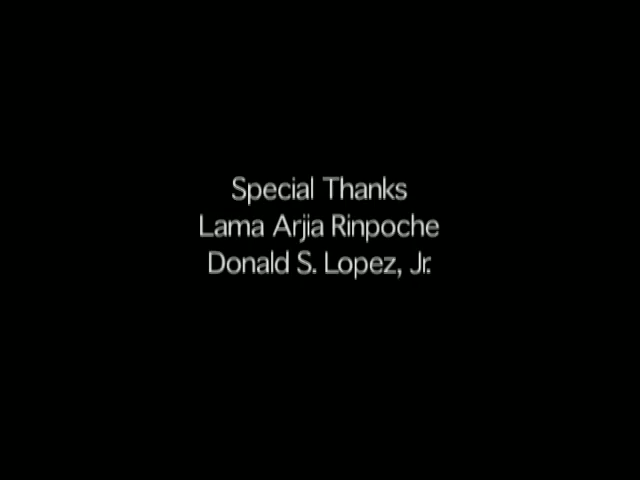 Special Thanks
Lama Arjia Rinpoche
Donald S. Lopez, Jr.